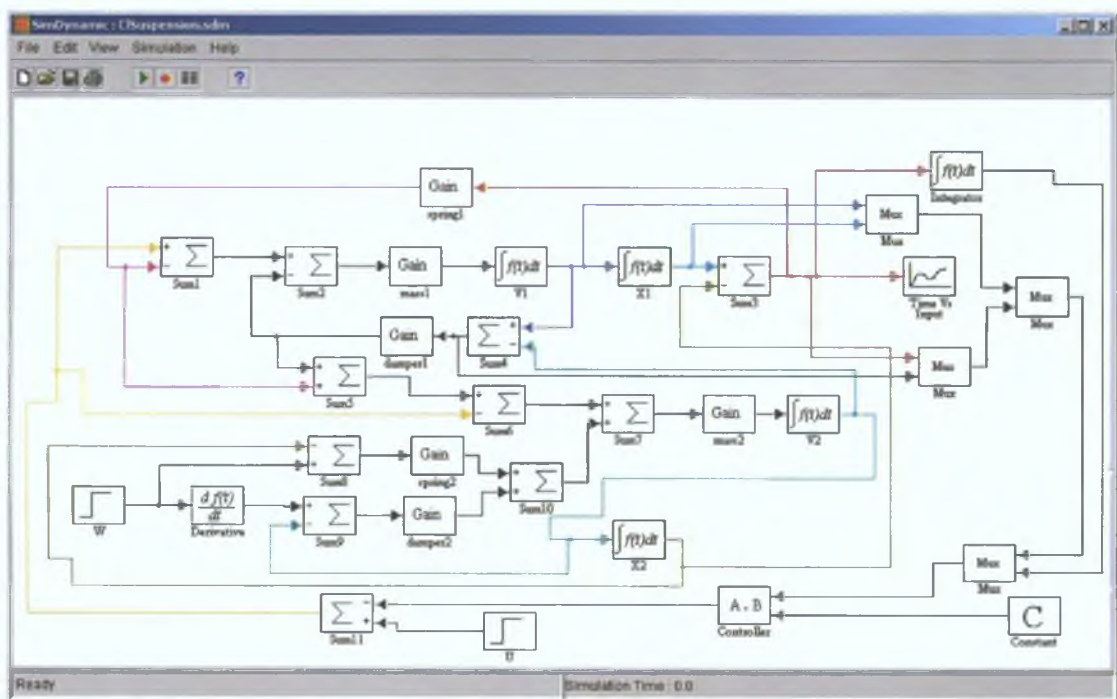 SimDynamic : ClSuspension.sdm
File Edit View Simulation Help
?
Gain
spring1
∫f(t)dt
Integrator
Mux
Mux
+
−
Σ
Sum1
+
−
Σ
Sum2
Gain
mass1
∫f(t)dt
V1
∫f(t)dt
X1
+
−
Σ
Sum3
Time Vs
Input
Mux
Mux
Gain
damper1
Σ
+
−
Sum4
Mux
Mux
+
+
Σ
Sum5
+
−
Σ
Sum6
+
+
Σ
Sum7
Gain
mass2
∫f(t)dt
V2
−
+
Σ
Sum8
Gain
spring2
+
+
Σ
Sum10
W
d f(t)
dt
Derivative
+
−
Σ
Sum9
Gain
damper2
∫f(t)dt
X2
Mux
Mux
Σ
−
+
Sum11
U
A . B
Controller
C
Constant
Ready
Simulation Time : 0.0